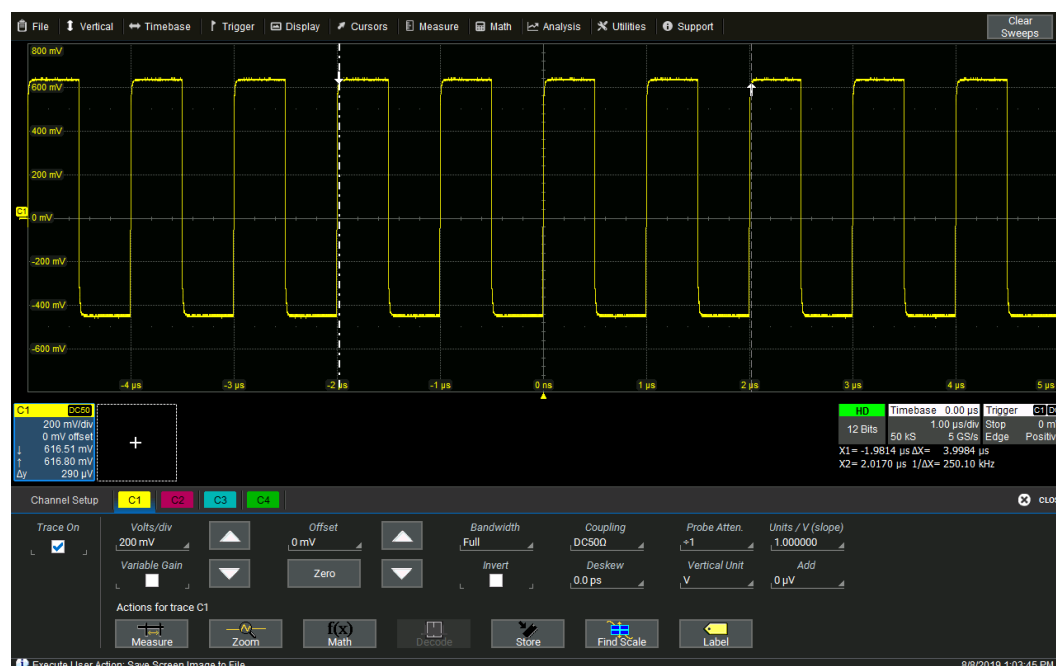 File Vertical Timebase Trigger Display Cursors Measure Math Analysis Utilities Support Clear
Sweeps
800 mV
600 mV
400 mV
200 mV
C1 0 mV
-200 mV
-400 mV
-600 mV
-4 µs -3 µs -2 µs -1 µs 0 ns 1 µs 2 µs 3 µs 4 µs 5 µs
C1 DC50
200 mV/div
0 mV offset
↓ 616.51 mV
↑ 616.80 mV
Δy 290 µV
+
HD Timebase 0.00 µs Trigger C1
12 Bits 1.00 µs/div Stop 0 m
50 kS 5 GS/s Edge Positiv
X1= -1.9814 µs ΔX= 3.9984 µs
X2= 2.0170 µs 1/ΔX= 250.10 kHz
Channel Setup C1 C2 C3 C4 CLOS
Trace On Volts/div Offset Bandwidth Coupling Probe Atten. Units / V (slope)
200 mV 0 mV Full DC50Ω ÷1 1.000000
Variable Gain Zero Invert Deskew Vertical Unit Add
0.0 ps V 0 µV
Actions for trace C1
f(x)
Measure Zoom Math Decode Store Find Scale Label
Execute User Action: Save Screen Image to File 8/8/2019 1:03:45 PM